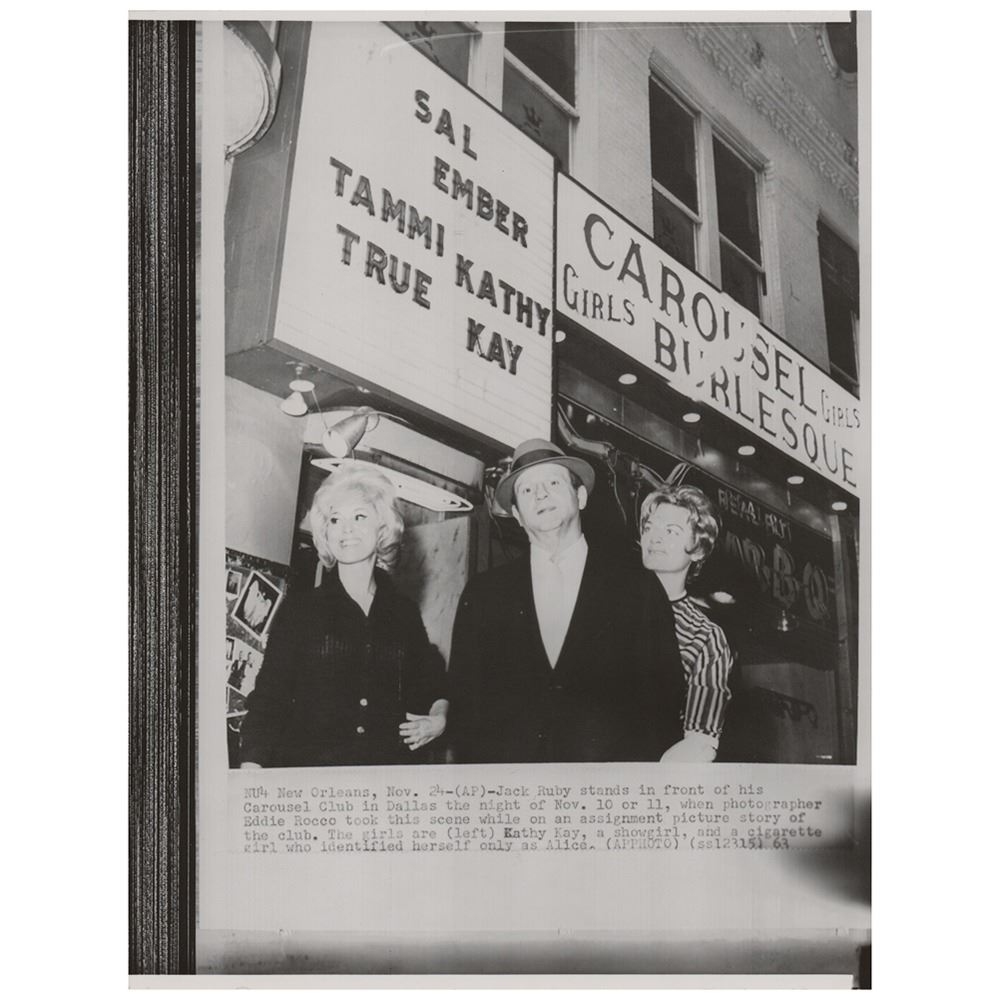 SAL
EMBER
TAMMI
TRUE
KATHY
KAY
CAROUSEL
GIRLS BURLESQUE GIRLS
NU4 New Orleans, Nov. 24-(AP)-Jack Ruby stands in front of his
Carousel Club in Dallas the night of Nov. 10 or 11, when photographer
Eddie Rocco took this scene while on an assignment picture story of
the club. The girls are (left) Kathy Kay, a showgirl, and a cigarette
girl who identified herself only as Alice. (APPHOTO) (ss12315) 63